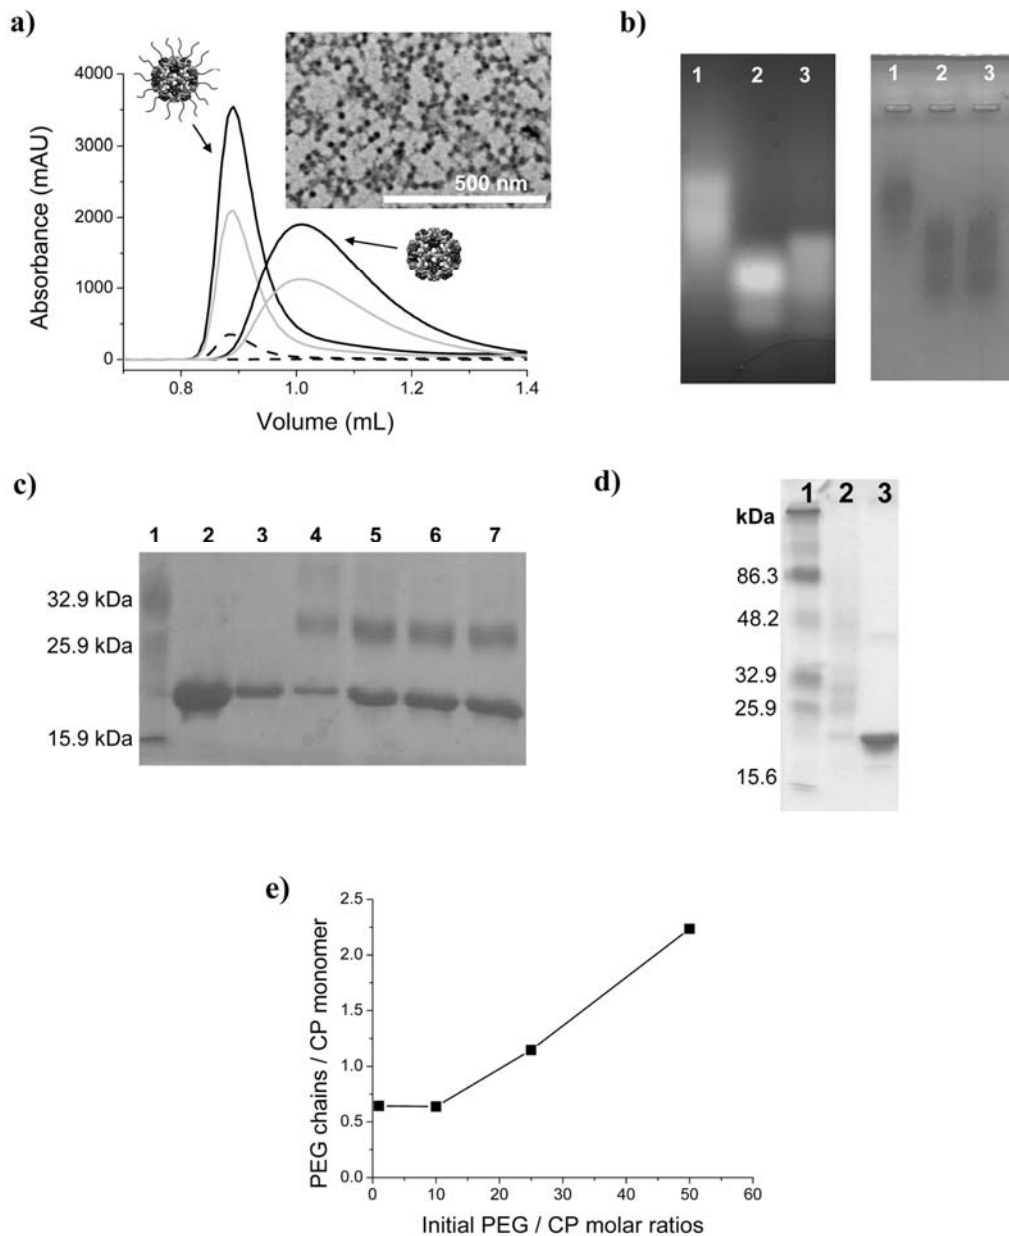 a)
4000
3000
2000
1000
0
0.8 1.0 1.2 1.4
Absorbance (mAU)
Volume (mL)
500 nm
b)
1 2 3
1 2 3
c)
1 2 3 4 5 6 7
32.9 kDa
25.9 kDa
15.9 kDa
d)
1 2 3
kDa
86.3
48.2
32.9
25.9
15.6
e)
2.5
2.0
1.5
1.0
0.5
0.0
0 10 20 30 40 50 60
PEG chains / CP monomer
Initial PEG / CP molar ratios